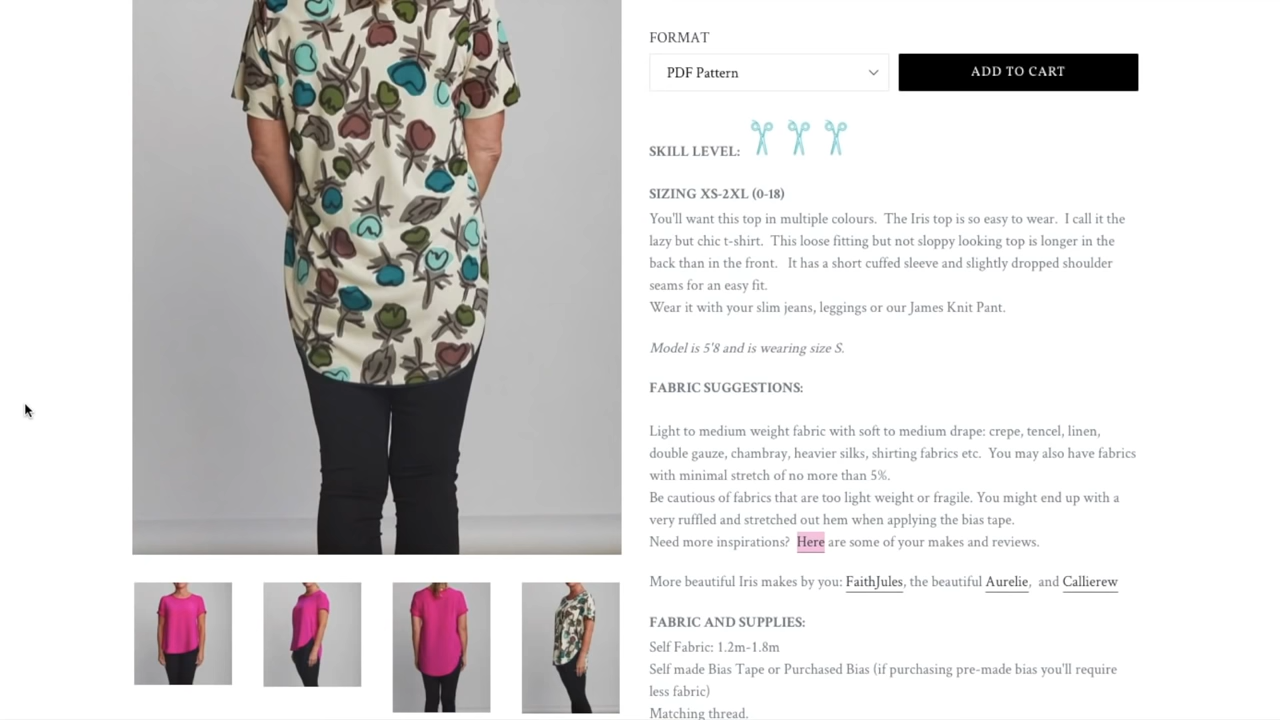 FORMAT
PDF Pattern
ADD TO CART
SKILL LEVEL:
SIZING XS-2XL (0-18)
You'll want this top in multiple colours. The Iris top is so easy to wear. I call it the
lazy but chic t-shirt. This loose fitting but not sloppy looking top is longer in the
back than in the front. It has a short cuffed sleeve and slightly dropped shoulder
seams for an easy fit.
Wear it with your slim jeans, leggings or our James Knit Pant.
Model is 5'8 and is wearing size S.
FABRIC SUGGESTIONS:
Light to medium weight fabric with soft to medium drape: crepe, tencel, linen,
double gauze, chambray, heavier silks, shirting fabrics etc. You may also have fabrics
with minimal stretch of no more than 5%.
Be cautious of fabrics that are too light weight or fragile. You might end up with a
very ruffled and stretched out hem when applying the bias tape.
Need more inspirations? Here are some of your makes and reviews.
More beautiful Iris makes by you: FaithJules, the beautiful Aurelie, and Callierew
FABRIC AND SUPPLIES:
Self Fabric: 1.2m-1.8m
Self made Bias Tape or Purchased Bias (if purchasing pre-made bias you'll require
less fabric)
Matching thread.